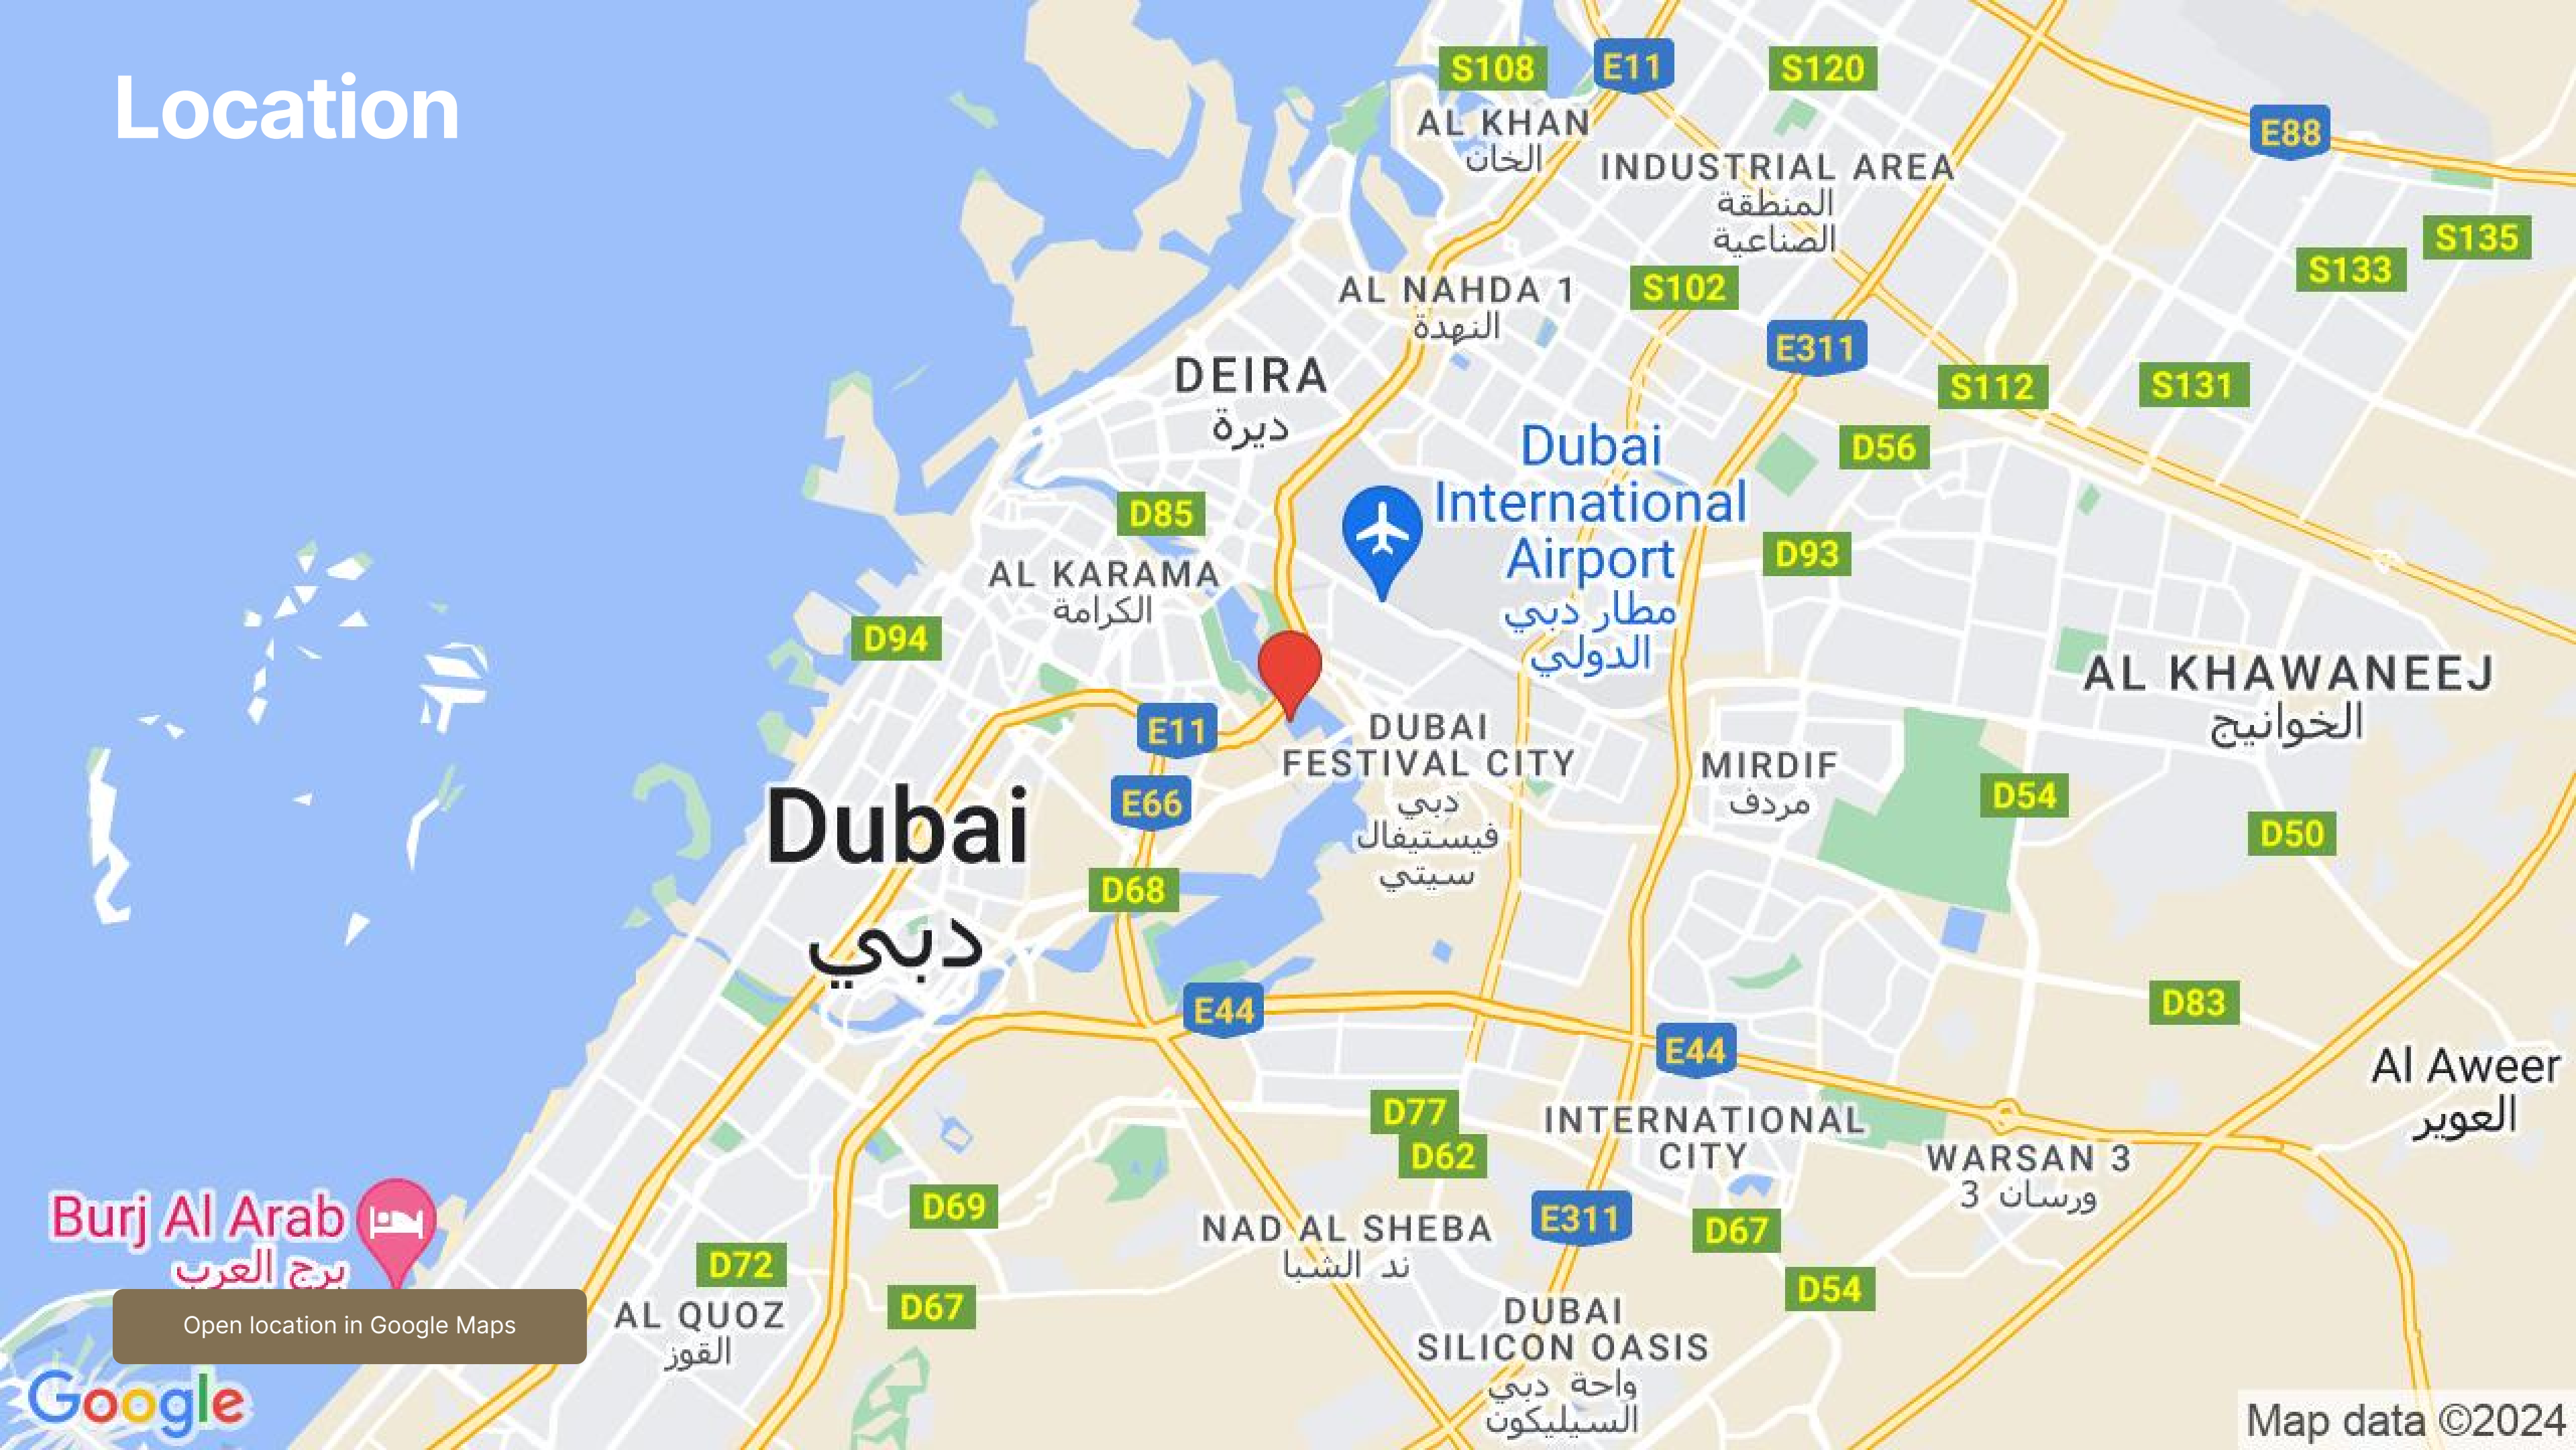 Location
S108
E11
S120
AL KHAN
الخان
E88
INDUSTRIAL AREA
المنطقة
الصناعية
S135
S133
AL NAHDA 1
النهدة
S102
E311
DEIRA
ديرة
S112
S131
Dubai
International
Airport
مطار دبي
الدولي
D56
D85
D93
AL KARAMA
الكرامة
D94
AL KHAWANEEJ
الخوانيج
E11
DUBAI
FESTIVAL CITY
دبي
فيستيفال
سيتي
MIRDIF
مردف
E66
D54
D50
Dubai
دبي
D68
E44
D83
E44
Al Aweer
العوير
D77
D62
INTERNATIONAL
CITY
WARSAN 3
ورسان 3
Burj Al Arab
برج العرب
D69
NAD AL SHEBA
ند الشبا
E311
D67
D72
D54
D67
AL QUOZ
القوز
DUBAI
SILICON OASIS
واحة دبي
السيليكون
Open location in Google Maps
Google
Map data ©2024